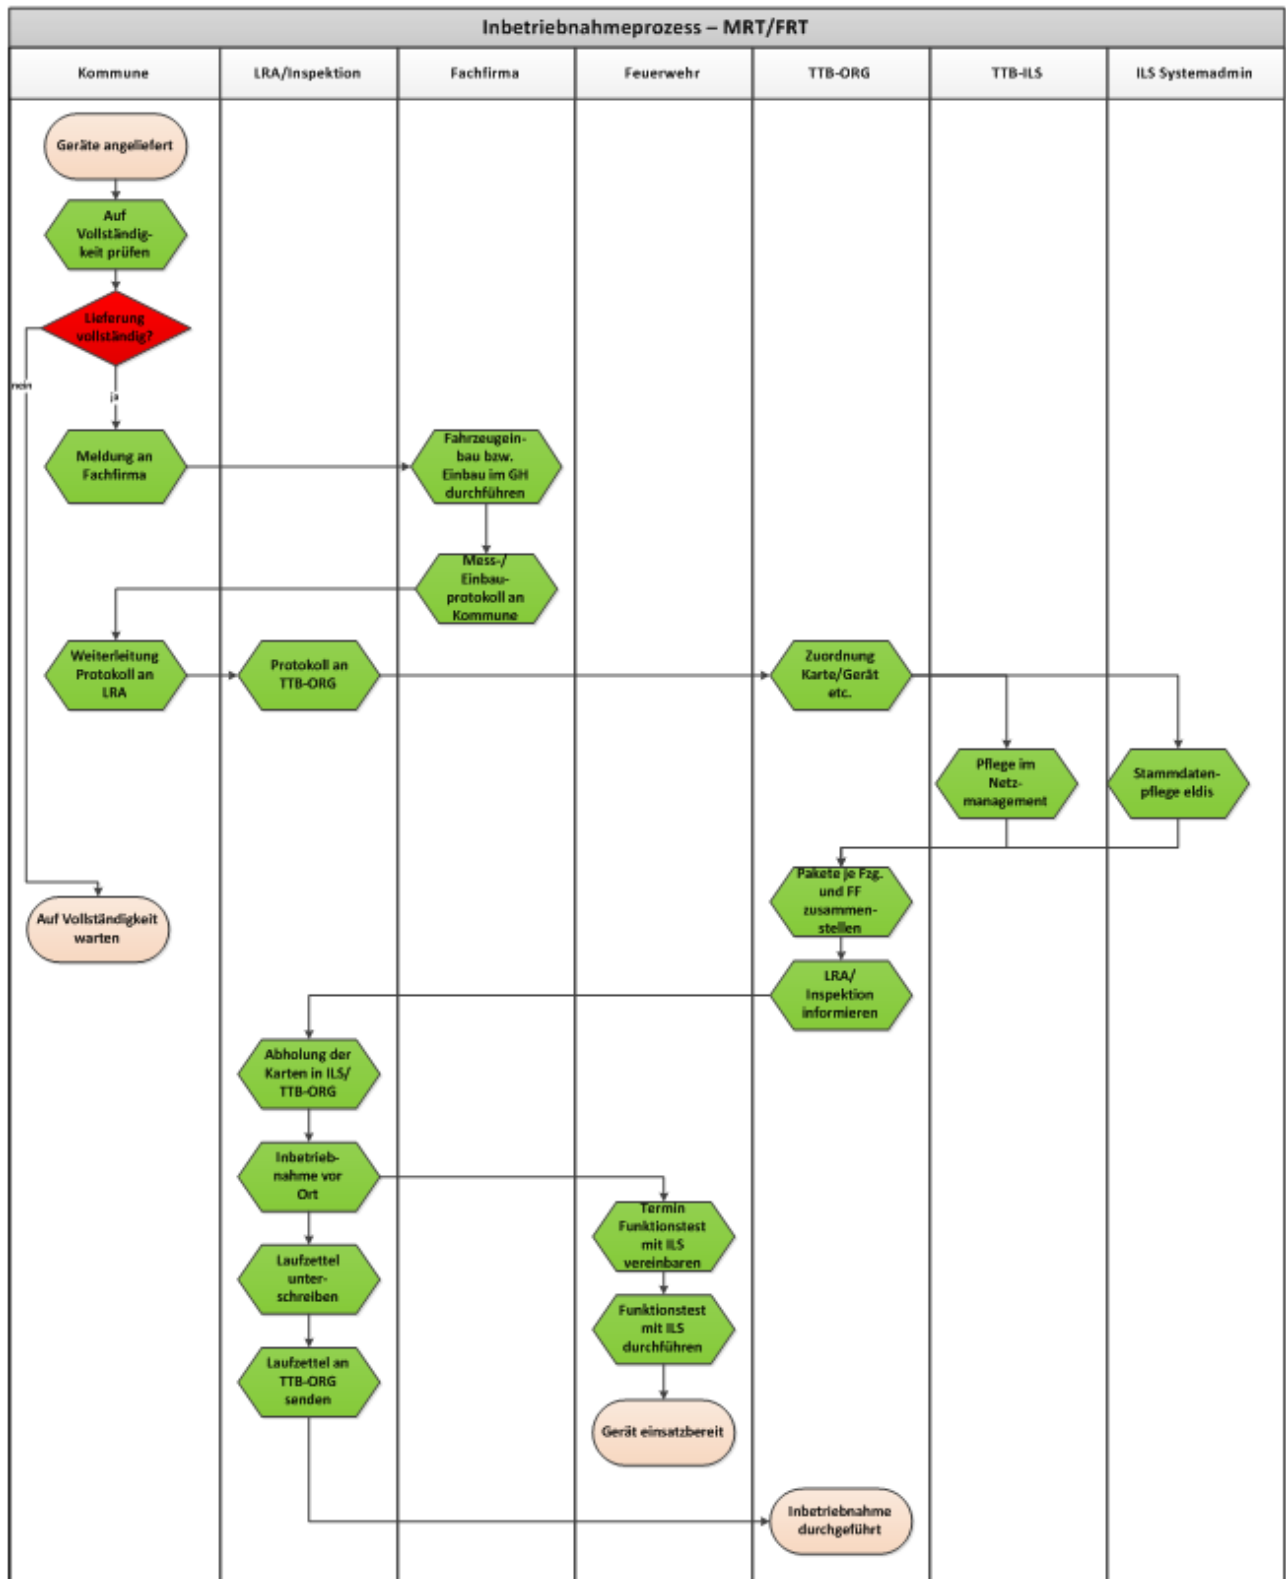 Inbetriebnahmeprozess – MRT/FRT
Kommune
LRA/Inspektion
Fachfirma
Feuerwehr
TTB-ORG
TTB-ILS
ILS Systemadmin
Geräte angeliefert
Auf
Vollständig-
keit prüfen
Lieferung
vollständig?
nein
ja
Meldung an
Fachfirma
Fahrzeugein-
bau bzw.
Einbau im GH
durchführen
Mess-/
Einbau-
protokoll an
Kommune
Weiterleitung
Protokoll an
LRA
Protokoll an
TTB-ORG
Zuordnung
Karte/Gerät
etc.
Pflege im
Netz-
management
Stammdaten-
pflege eldis
Pakete je Fzg.
und FF
zusammen-
stellen
Auf Vollständigkeit
warten
LRA/
Inspektion
informieren
Abholung der
Karten in ILS/
TTB-ORG
Inbetrieb-
nahme vor
Ort
Termin
Funktionstest
mit ILS
vereinbaren
Laufzettel
unter-
schreiben
Funktionstest
mit ILS
durchführen
Laufzettel an
TTB-ORG
senden
Gerät einsatzbereit
Inbetriebnahme
durchgeführt